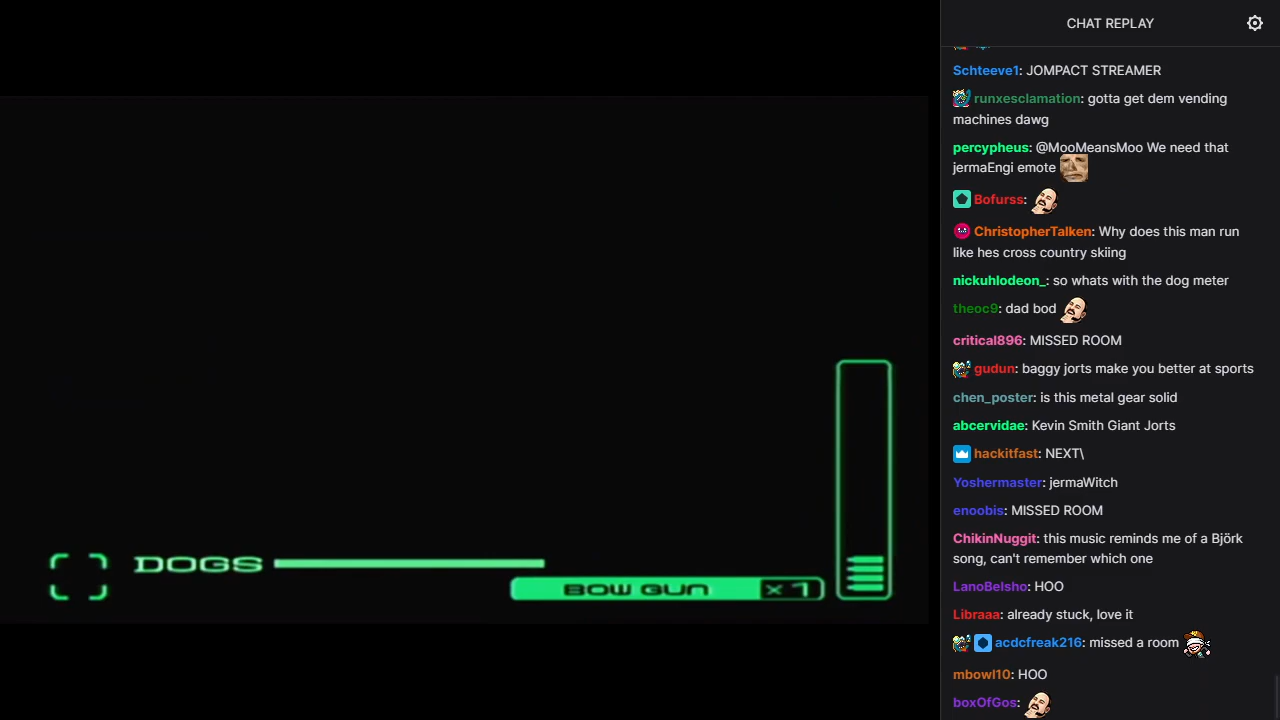 DOGS
BOW GUN x 1
CHAT REPLAY
Schteeve1: JOMPACT STREAMER
runxesclamation: gotta get dem vending
machines dawg
percypheus: @MooMeansMoo We need that
jermaEngi emote
Bofurss:
ChristopherTalken: Why does this man run
like hes cross country skiing
nickuhlodeon_: so whats with the dog meter
theoc9: dad bod
critical896: MISSED ROOM
gudun: baggy jorts make you better at sports
chen_poster: is this metal gear solid
abcervidae: Kevin Smith Giant Jorts
hackitfast: NEXT\
Yoshermaster: jermaWitch
enoobis: MISSED ROOM
ChikinNuggit: this music reminds me of a Björk
song, can't remember which one
LanoBelsho: HOO
Libraaa: already stuck, love it
acdcfreak216: missed a room
mbowl10: HOO
boxOfGos: